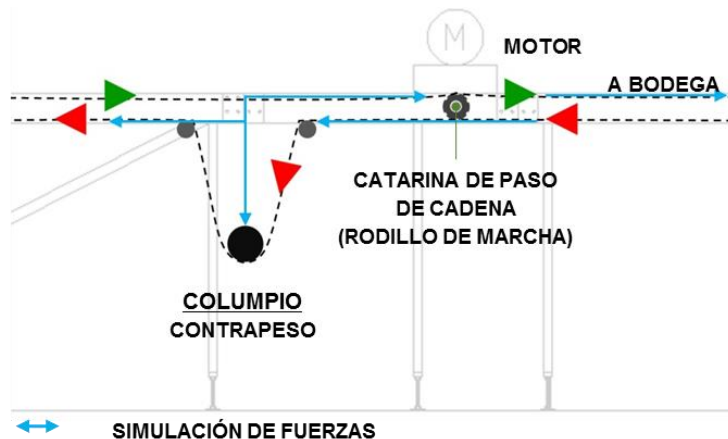 M
MOTOR
A BODEGA
CATARINA DE PASO
DE CADENA
(RODILLO DE MARCHA)
COLUMPIO
CONTRAPESO
SIMULACIÓN DE FUERZAS